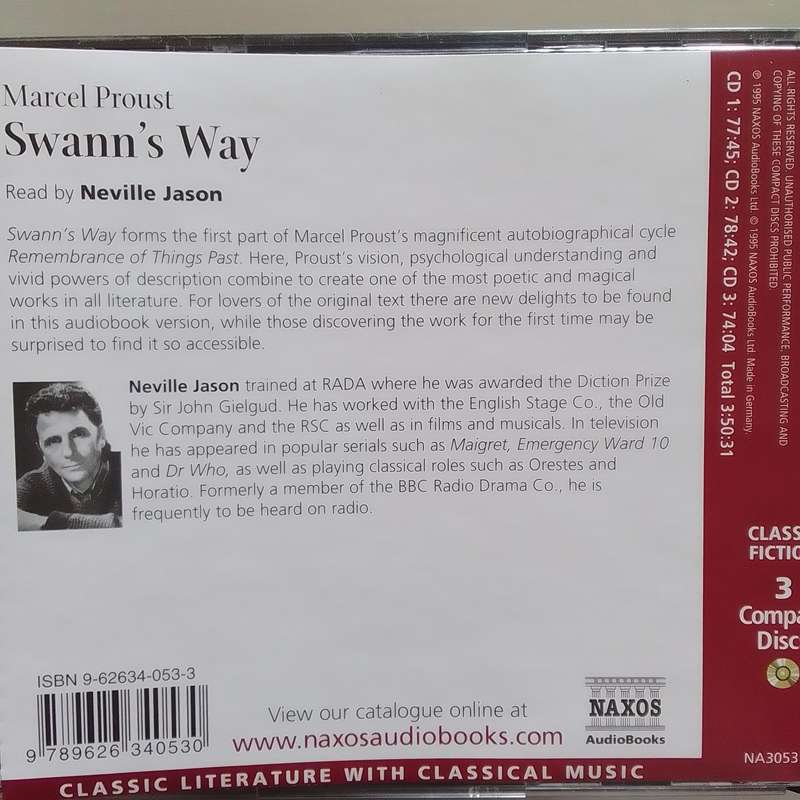 Marcel Proust
Swann's Way
Read by Neville Jason
Swann's Way forms the first part of Marcel Proust's magnificent autobiographical cycle
Remembrance of Things Past. Here, Proust's vision, psychological understanding and
vivid powers of description combine to create one of the most poetic and magical
works in all literature. For lovers of the original text there are new delights to be found
in this audiobook version, while those discovering the work for the first time may be
surprised to find it so accessible.
Neville Jason trained at RADA where he was awarded the Diction Prize
by Sir John Gielgud. He has worked with the English Stage Co., the Old
Vic Company and the RSC as well as in films and musicals. In television
he has appeared in popular serials such as Maigret, Emergency Ward 10
and Dr Who, as well as playing classical roles such as Orestes and
Horatio. Formerly a member of the BBC Radio Drama Co., he is
frequently to be heard on radio.
ISBN 9-62634-053-3
9 789626 340530
View our catalogue online at
www.naxosaudiobooks.com
NAXOS
AudioBooks
CLASSIC LITERATURE WITH CLASSICAL MUSIC
ALL RIGHTS RESERVED. UNAUTHORISED PUBLIC PERFORMANCE, BROADCASTING AND
COPYING OF THESE COMPACT DISCS PROHIBITED
℗ 1995 NAXOS AudioBooks Ltd. © 1995 NAXOS AudioBooks Ltd. Made in Germany.
CD 1: 77:45; CD 2: 78:42; CD 3: 74:04 Total 3:50:31
CLASS
FICTIO
3
Compa
Disc
NA3053